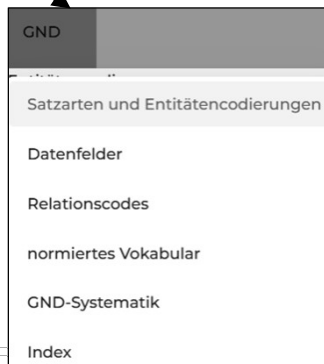 GND
Satzarten und Entitätencodierungen
Datenfelder
Relationscodes
normiertes Vokabular
GND-Systematik
Index